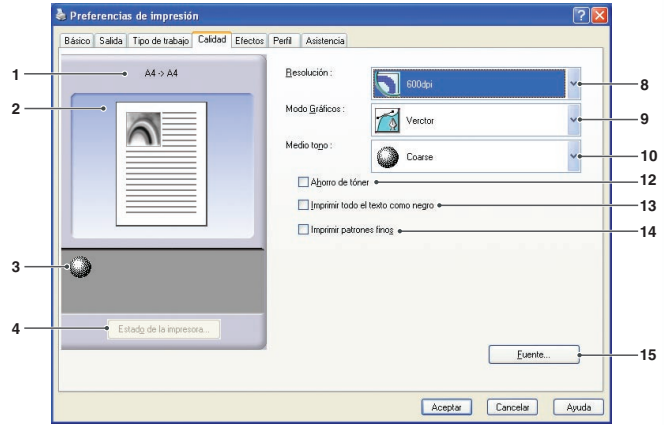 Preferencias de impresión
Básico Salida Tipo de trabajo Calidad Efectos Perfil Asistencia
1 A4 -> A4
2
3
4 Estado de la impresora...
Resolución :
600dpi 8
Modo Gráficos :
Verctor 9
Medio tono :
Coarse 10
Ahorro de tóner 12
Imprimir todo el texto como negro 13
Imprimir patrones finos 14
Fuente... 15
Aceptar Cancelar Ayuda